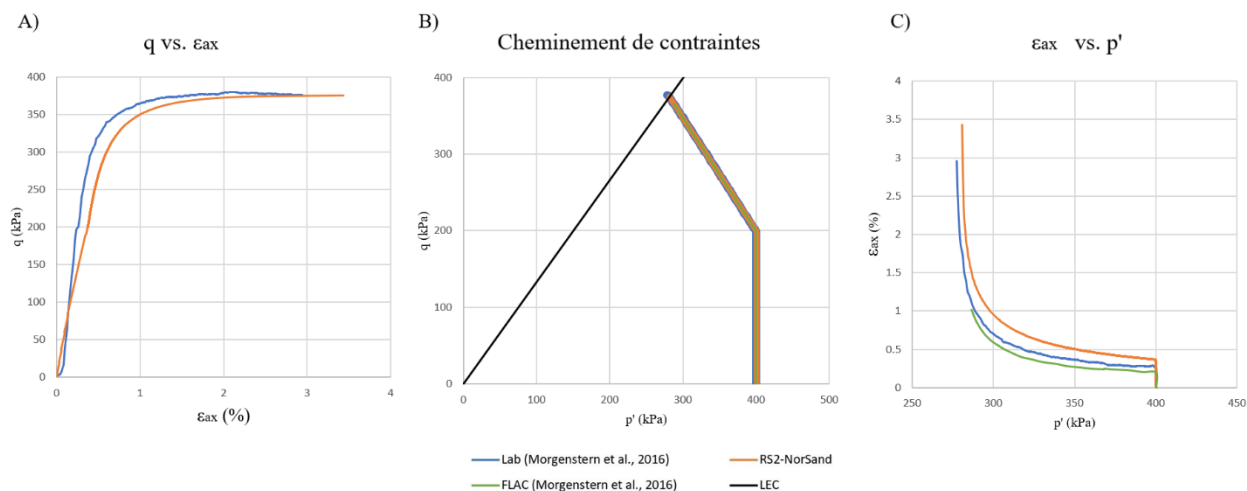 A)
q vs. εax
400
350
300
250
200
150
100
50
0
q (kPa)
0 1 2 3 4
εax (%)
B)
Cheminement de contraintes
400
300
200
100
0
q (kPa)
0 100 200 300 400 500
p' (kPa)
C)
εax vs. p'
4
3.5
3
2.5
2
1.5
1
0.5
0
εax (%)
250 300 350 400 450
p' (kPa)
Lab (Morgenstern et al., 2016) RS2-NorSand
FLAC (Morgenstern et al., 2016) LEC